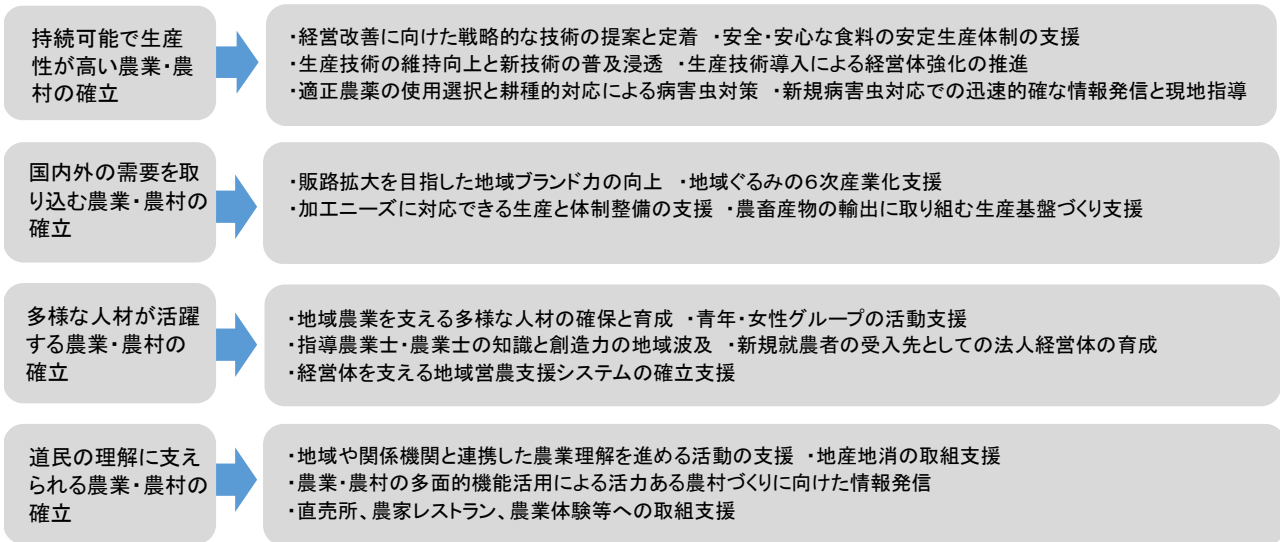 持続可能で生産
性が高い農業・農
村の確立
・経営改善に向けた戦略的な技術の提案と定着 ・安全・安心な食料の安定生産体制の支援
・生産技術の維持向上と新技術の普及浸透 ・生産技術導入による経営体強化の推進
・適正農薬の使用選択と耕種的対応による病害虫対策 ・新規病害虫対応での迅速的確な情報発信と現地指導
国内外の需要を取
り込む農業・農村の
確立
・販路拡大を目指した地域ブランド力の向上 ・地域ぐるみの６次産業化支援
・加工ニーズに対応できる生産と体制整備の支援 ・農畜産物の輸出に取り組む生産基盤づくり支援
多様な人材が活躍
する農業・農村の
確立
・地域農業を支える多様な人材の確保と育成 ・青年・女性グループの活動支援
・指導農業士・農業士の知識と創造力の地域波及 ・新規就農者の受入先としての法人経営体の育成
・経営体を支える地域営農支援システムの確立支援
道民の理解に支え
られる農業・農村の
確立
・地域や関係機関と連携した農業理解を進める活動の支援 ・地産地消の取組支援
・農業・農村の多面的機能活用による活力ある農村づくりに向けた情報発信
・直売所、農家レストラン、農業体験等への取組支援